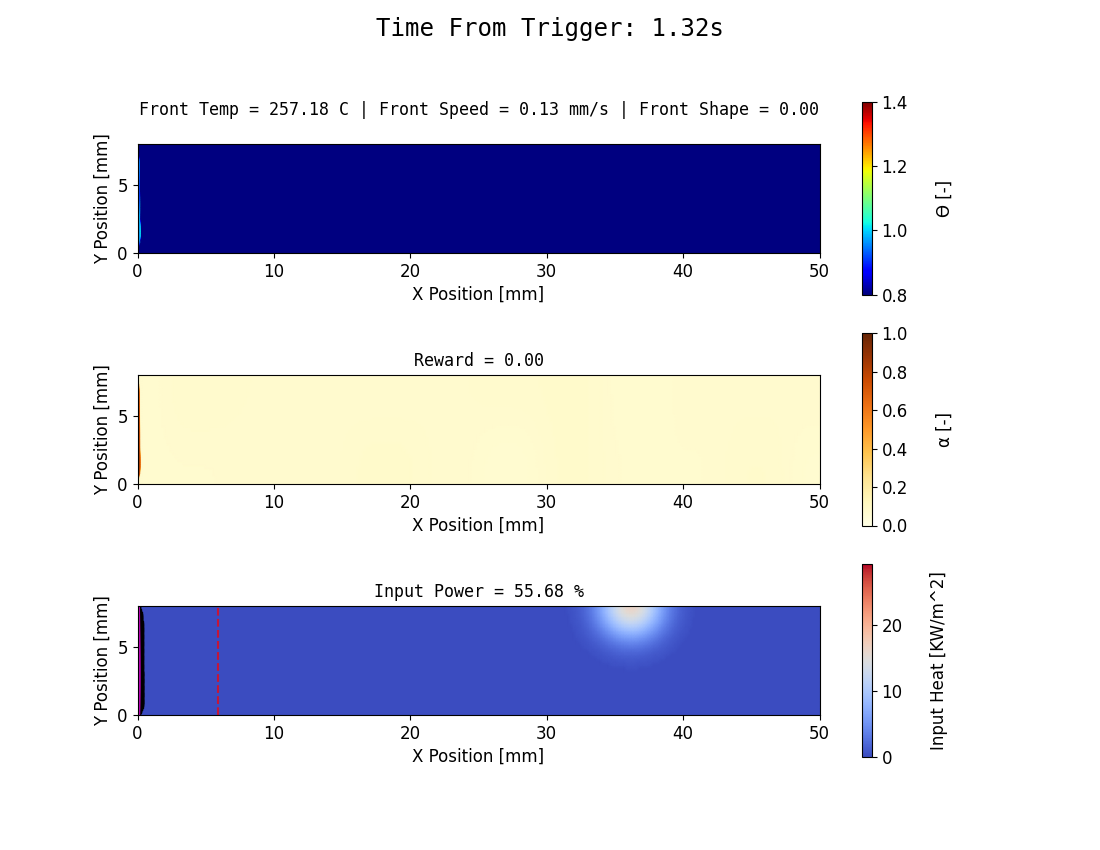 Time From Trigger: 1.32s
Front Temp = 257.18 C | Front Speed = 0.13 mm/s | Front Shape = 0.00
Y Position [mm]
5
0
0 10 20 30 40 50
X Position [mm]
1.4
1.2
1.0
0.8
Θ [-]
Reward = 0.00
Y Position [mm]
5
0
0 10 20 30 40 50
X Position [mm]
1.0
0.8
0.6
0.4
0.2
0.0
α [-]
Input Power = 55.68 %
Y Position [mm]
5
0
0 10 20 30 40 50
X Position [mm]
20
10
0
Input Heat [KW/m^2]